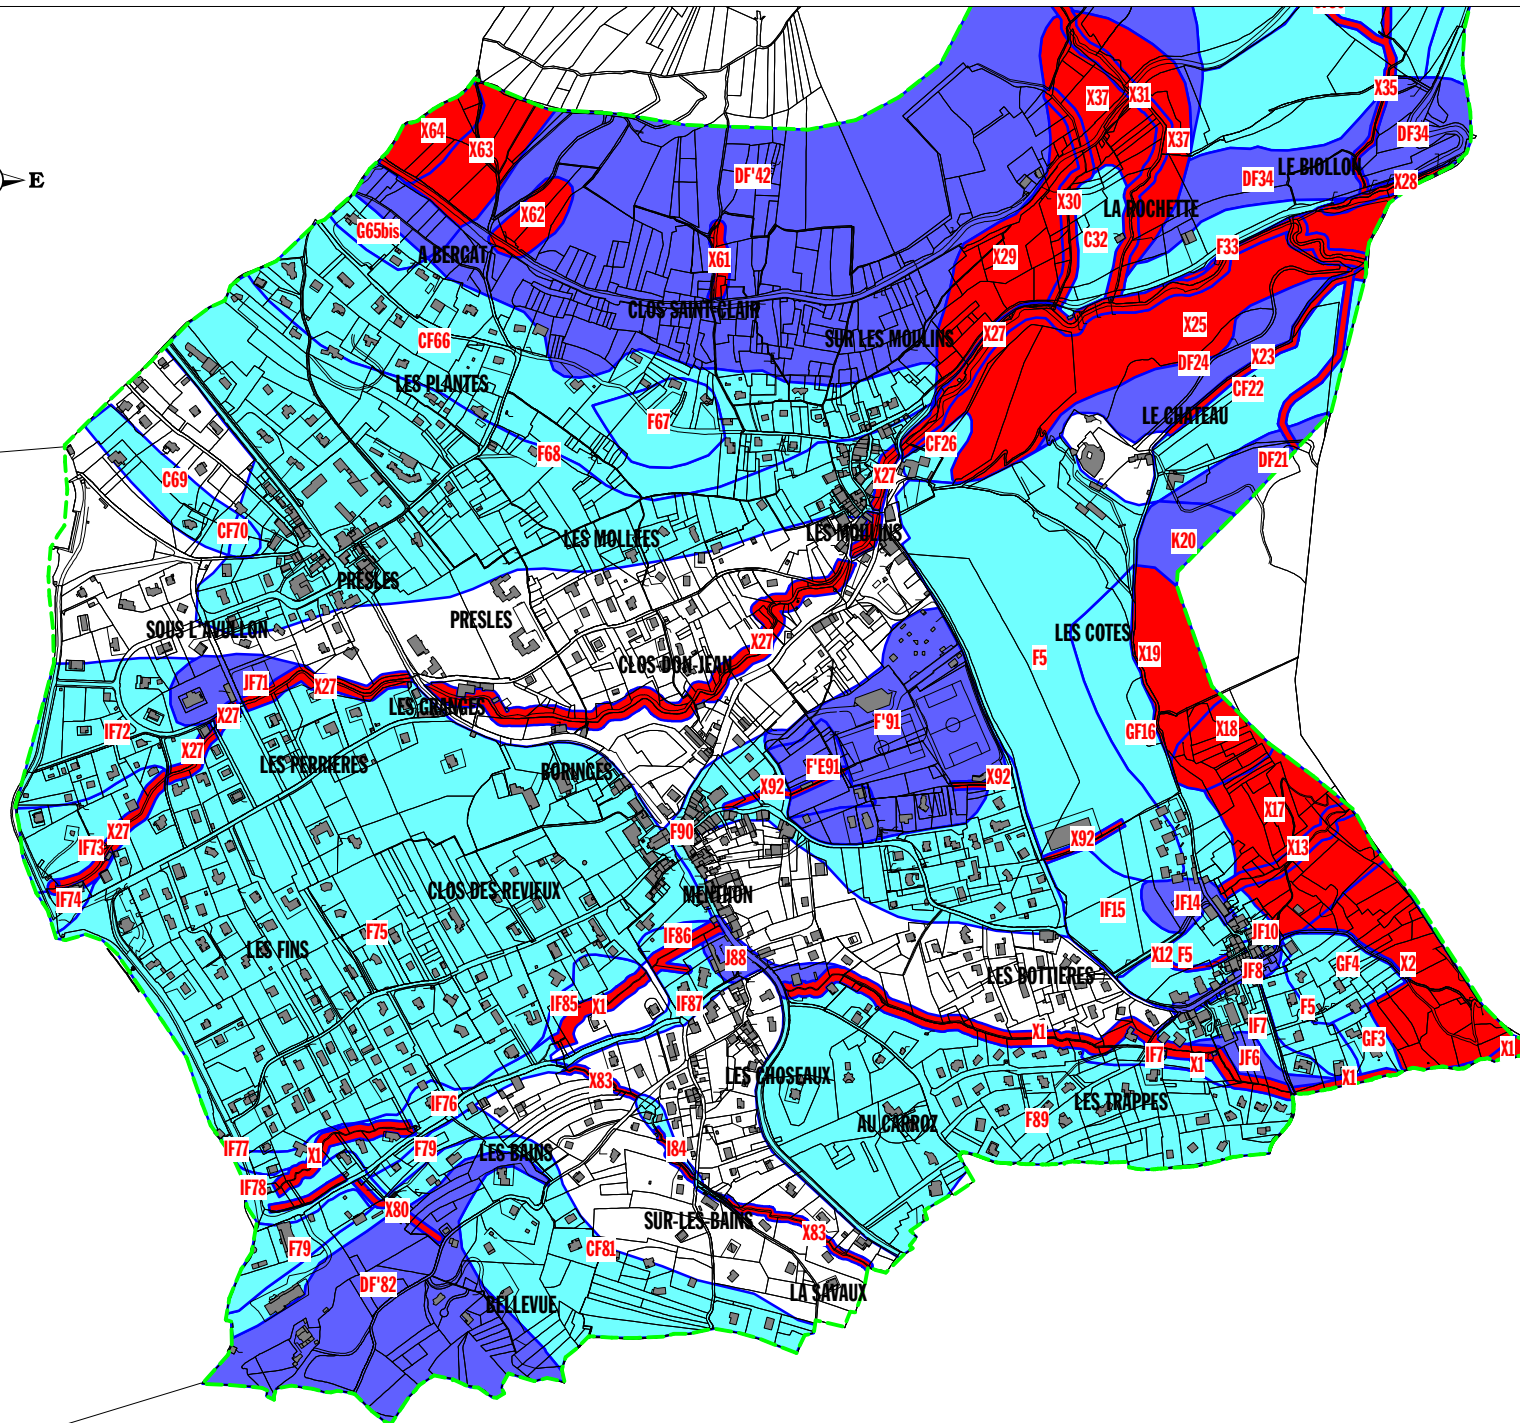 X35
X37
X31
X64
X63
DF34
X37
LE BIOLLON
DF'42
DF34
E
X28
X30
X62
LA ROCHETTE
G65bis
C32
F33
A BERGAT
X29
X61
CLOS SAINT-CLAIR
X25
X27
SUR LES MOULINS
CF66
X23
DF24
LES PLANTES
CF22
LE CHATEAU
F67
CF26
F68
DF21
C69
X27
CF70
LES MOULINS
LES MOLLEES
K20
PRESLES
PRESLES
SOUS L'AVULLON
LES COTES
X27
X19
F5
CLOS DON-JEAN
JF71
X27
LES GRANGES
X27
F'91
X18
IF72
GF16
X27
LES PERRIERES
F'E91
BORINGES
X92
X92
X17
X27
F90
X92
IF73
X13
CLOS DES REVIEUX
MENTHON
IF74
JF14
IF15
F75
IF86
JF10
LES FINS
X12
F5
J88
GF4
X2
JF8
LES BOTTIERES
IF85
X1
IF87
F5
IF7
X1
GF3
X1
IF7
JF6
X1
LES CHOSEAUX
X83
X1
IF76
LES TRAPPES
F89
AU CARROZ
IF77
F79
I84
LES BAINS
X1
IF78
X80
SUR-LES-BAINS
X83
F79
CF81
DF'82
LA SAVAUX
BELLEVUE